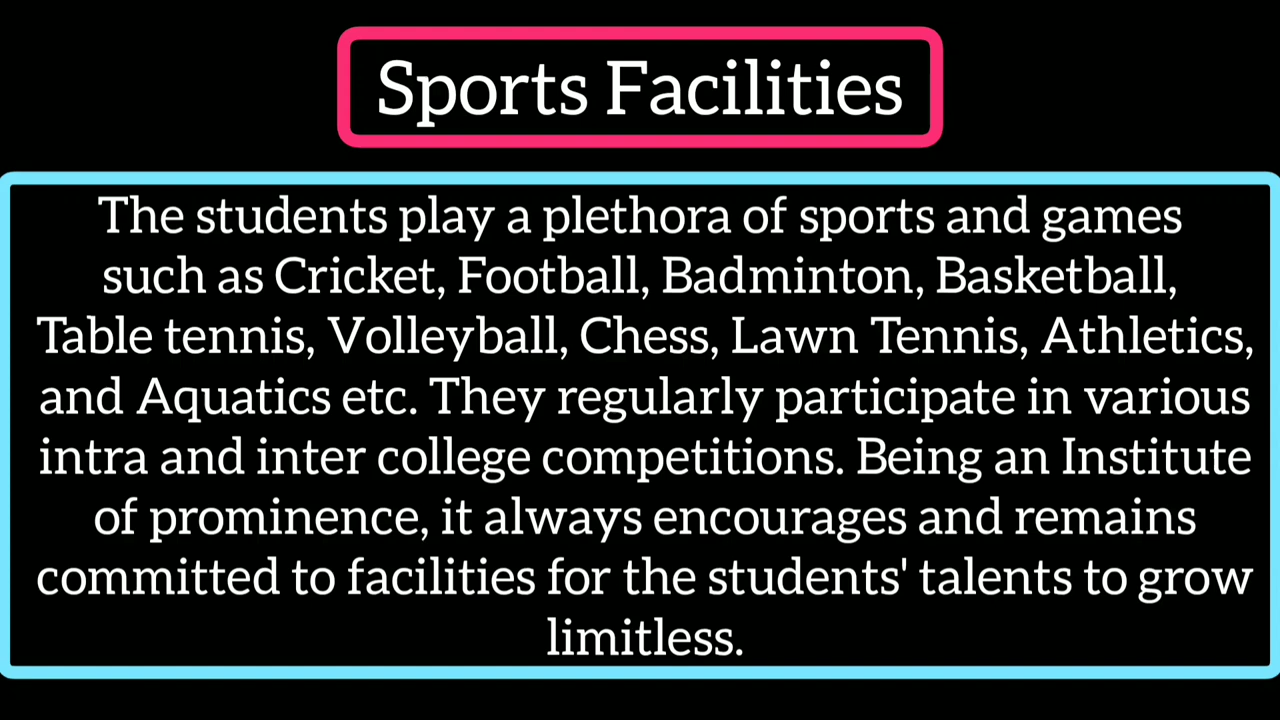 Sports Facilities
The students play a plethora of sports and games
such as Cricket, Football, Badminton, Basketball,
Table tennis, Volleyball, Chess, Lawn Tennis, Athletics,
and Aquatics etc. They regularly participate in various
intra and inter college competitions. Being an Institute
of prominence, it always encourages and remains
committed to facilities for the students' talents to grow
limitless.